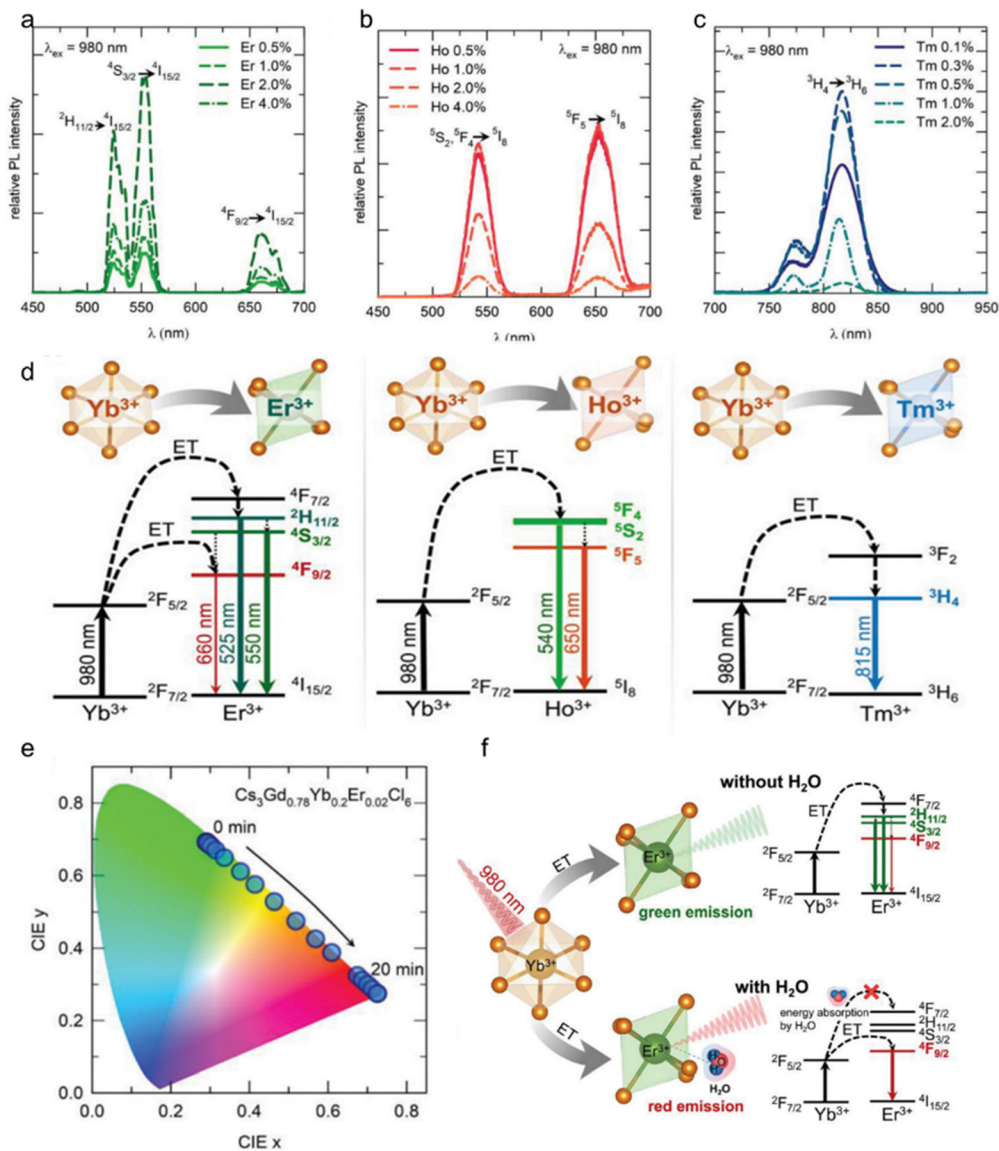 a
λex = 980 nm
Er 0.5%
Er 1.0%
Er 2.0%
Er 4.0%
⁴S₃/₂→⁴I₁₅/₂
²H₁₁/₂→⁴I₁₅/₂
⁴F₉/₂→⁴I₁₅/₂
relative PL intensity
450 500 550 600 650 700
λ (nm)
b
Ho 0.5%
Ho 1.0%
Ho 2.0%
Ho 4.0%
λex = 980 nm
⁵S₂,⁵F₄→⁵I₈
⁵F₅→⁵I₈
relative PL intensity
450 500 550 600 650 700
λ (nm)
c
λex = 980 nm
Tm 0.1%
Tm 0.3%
Tm 0.5%
Tm 1.0%
Tm 2.0%
³H₄→³H₆
relative PL intensity
700 750 800 850 900 950
λ (nm)
d
Yb³⁺
Er³⁺
ET
ET
⁴F₇/₂
²H₁₁/₂
⁴S₃/₂
⁴F₉/₂
²F₅/₂
980 nm
660 nm
525 nm
550 nm
²F₇/₂
⁴I₁₅/₂
Yb³⁺
Er³⁺
Yb³⁺
Ho³⁺
ET
⁵F₄
⁵S₂
⁵F₅
²F₅/₂
980 nm
540 nm
650 nm
²F₇/₂
⁵I₈
Yb³⁺
Ho³⁺
Yb³⁺
Tm³⁺
ET
³F₂
²F₅/₂
³H₄
980 nm
815 nm
²F₇/₂
³H₆
Yb³⁺
Tm³⁺
e
Cs₃Gd₀.₇₈Yb₀.₂Er₀.₀₂Cl₆
0 min
20 min
CIE y
0.8
0.6
0.4
0.2
0.0
0.0 0.2 0.4 0.6 0.8
CIE x
f
without H₂O
980 nm
ET
Er³⁺
green emission
ET
⁴F₇/₂
²H₁₁/₂
⁴S₃/₂
⁴F₉/₂
²F₅/₂
²F₇/₂
⁴I₁₅/₂
Yb³⁺
Er³⁺
Yb³⁺
with H₂O
ET
Er³⁺
H
H
O
H₂O
red emission
energy absorption
by H₂O
ET
⁴F₇/₂
²H₁₁/₂
⁴S₃/₂
⁴F₉/₂
²F₅/₂
²F₇/₂
⁴I₁₅/₂
Yb³⁺
Er³⁺